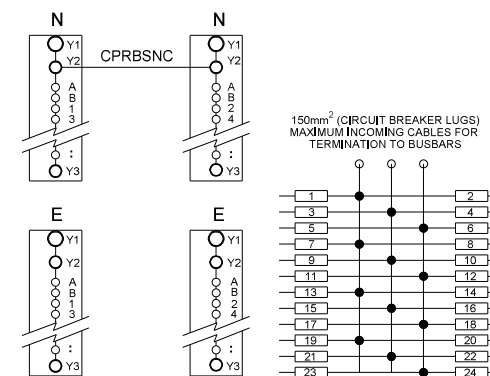 N
N
Y1
Y1
Y2
CPRBSNC
Y2
A
A
B
B
1
2
3
4
:
:
Y3
Y3
E
E
Y1
Y1
Y2
Y2
A
A
B
B
1
2
3
4
:
:
Y3
Y3
150mm² (CIRCUIT BREAKER LUGS)
MAXIMUM INCOMING CABLES FOR
TERMINATION TO BUSBARS
1 2
3 4
5 6
7 8
9 10
11 12
13 14
15 16
17 18
19 20
21 22
23 24